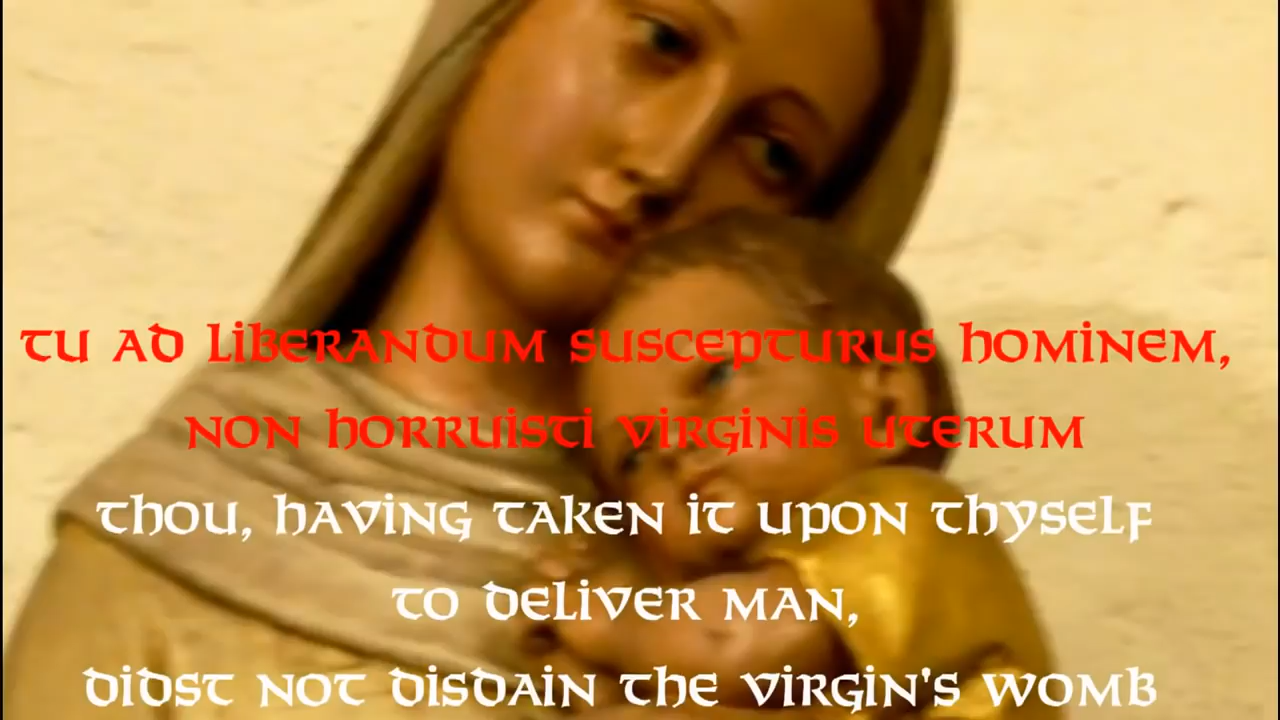 tu ad liberandum suscepturus hominem,
non horruisti virginis uterum
thou, having taken it upon thyself
to deliver man,
didst not disdain the virgin's womb